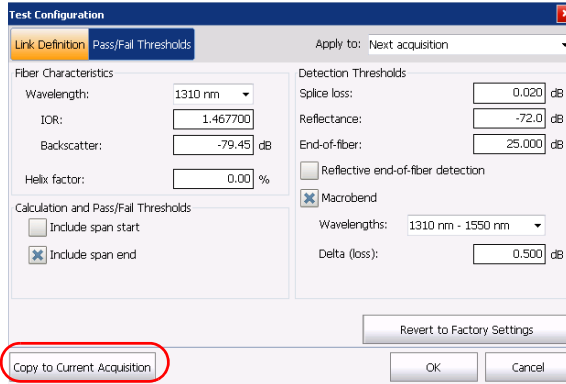 Test Configuration
Link Definition Pass/Fail Thresholds
Apply to: Next acquisition
Fiber Characteristics
Wavelength: 1310 nm
IOR: 1.467700
Backscatter: -79.45 dB
Helix factor: 0.00 %
Calculation and Pass/Fail Thresholds
Include span start
Include span end
Detection Thresholds
Splice loss: 0.020 dB
Reflectance: -72.0 dB
End-of-fiber: 25.000 dB
Reflective end-of-fiber detection
Macrobend
Wavelengths: 1310 nm - 1550 nm
Delta (loss): 0.500 dB
Revert to Factory Settings
Copy to Current Acquisition
OK
Cancel